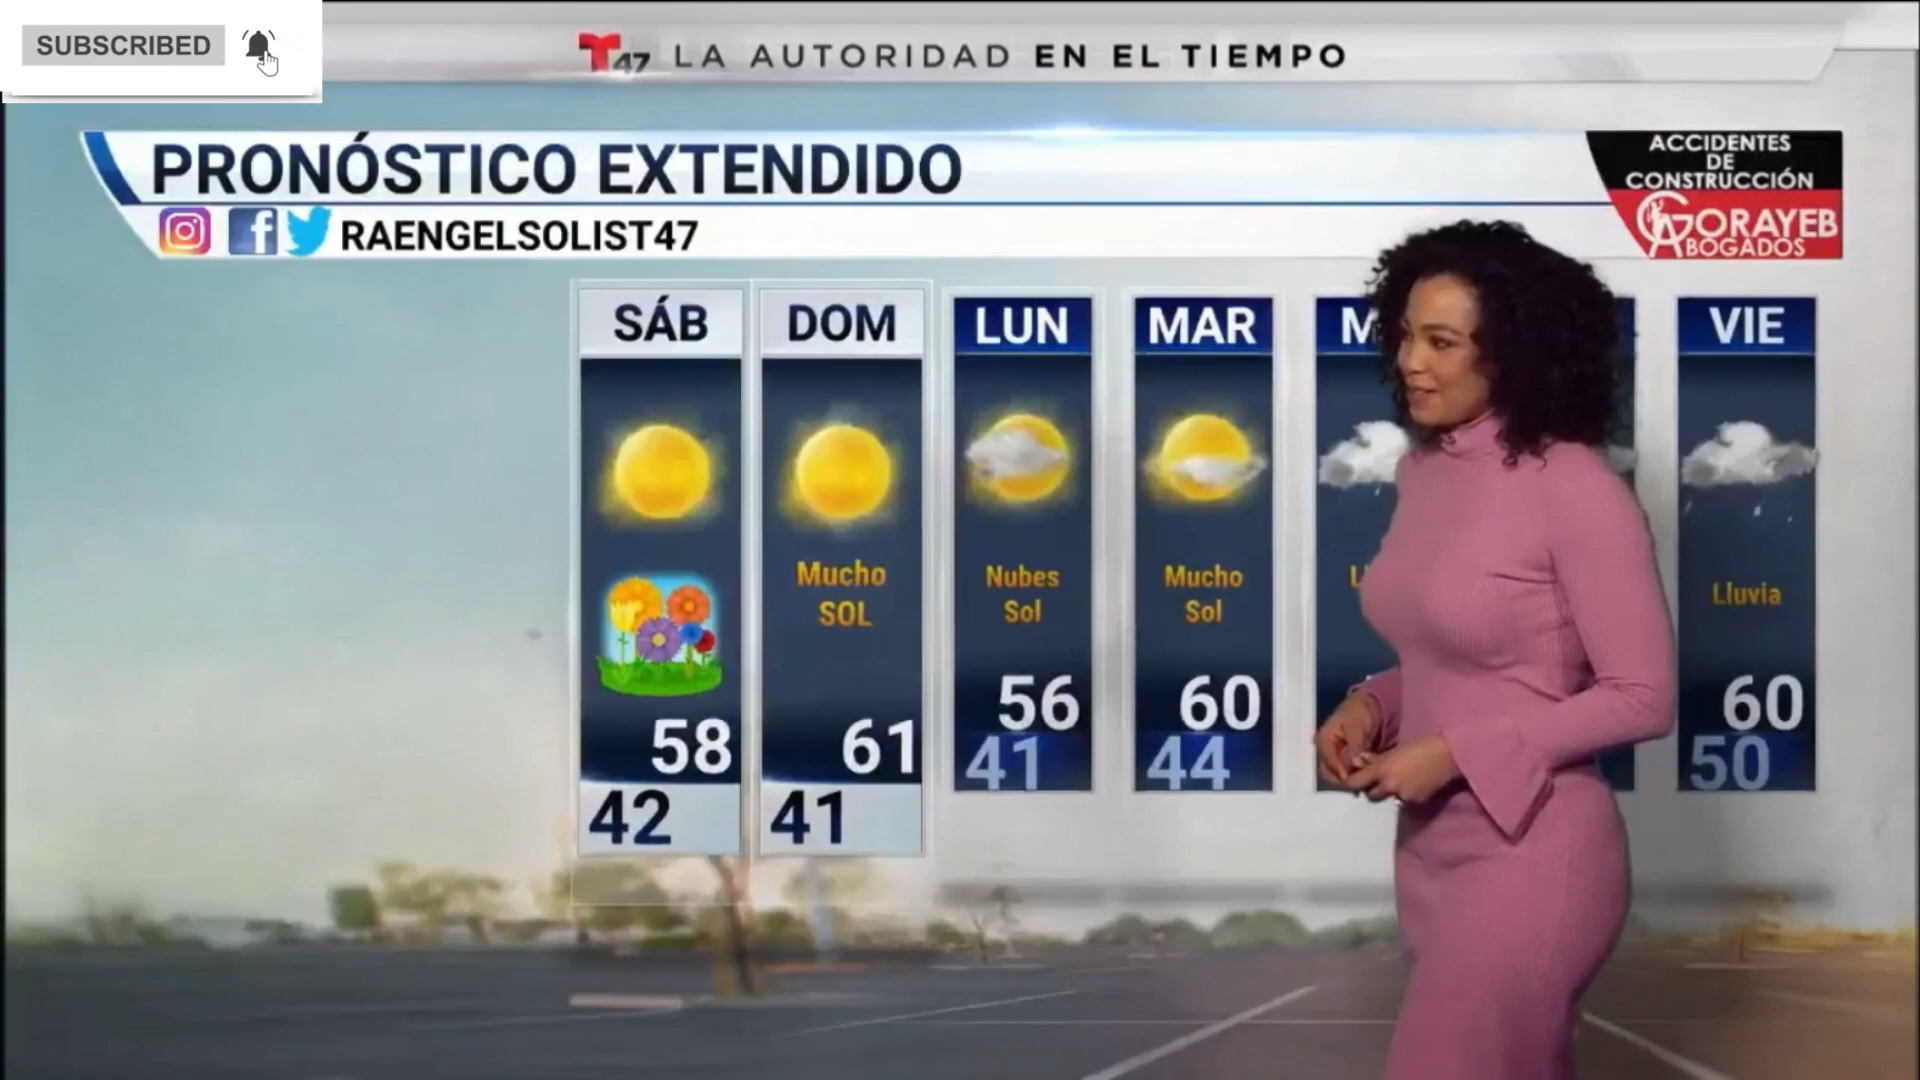 SUBSCRIBED
T47 LA AUTORIDAD EN EL TIEMPO
PRONÓSTICO EXTENDIDO
RAENGELSOLIST47
ACCIDENTES
DE
CONSTRUCCIÓN
GORAYEB
ABOGADOS
SÁB
58
42
DOM
Mucho
SOL
61
41
LUN
Nubes
Sol
56
41
MAR
Mucho
Sol
60
44
VIE
Lluvia
60
50